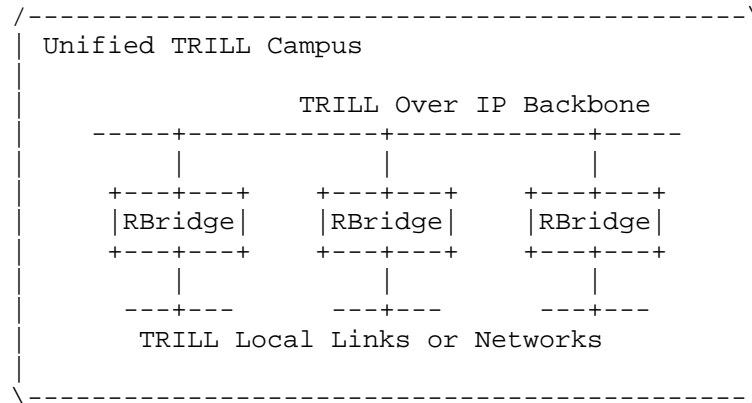 Unified TRILL Campus
TRILL Over IP Backbone
RBridge RBridge RBridge
TRILL Local Links or Networks